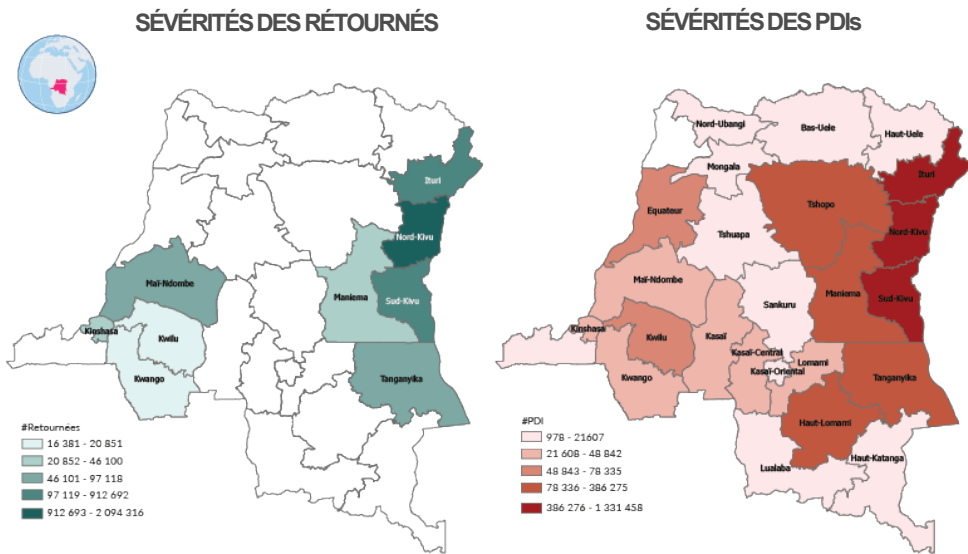 SÉVÉRITÉS DES RÉTOURNÉS
Ituri
Nord-Kivu
Maï-Ndombe
Maniema
Sud-Kivu
Kinshasa
Kwilu
Kwango
Tanganyika
#Retournées
16 381 - 20 851
20 852 - 46 100
46 101 - 97 118
97 119 - 912 692
912 693 - 2 094 316
SÉVÉRITÉS DES PDIs
Nord-Ubangi
Bas-Uele
Haut-Uele
Mongala
Ituri
Equateur
Tshopo
Tshuapa
Nord-Kivu
Maï-Ndombe
Sankuru
Maniema
Sud-Kivu
Kinshasa
Kwilu
Kasaï
Kasaï-Central
Lomami
Kasaï-Oriental
Kwango
Tanganyika
Haut-Lomami
Haut-Katanga
Lualaba
#PDI
978 - 21607
21 608 - 48 842
48 843 - 78 335
78 336 - 386 275
386 276 - 1 331 458